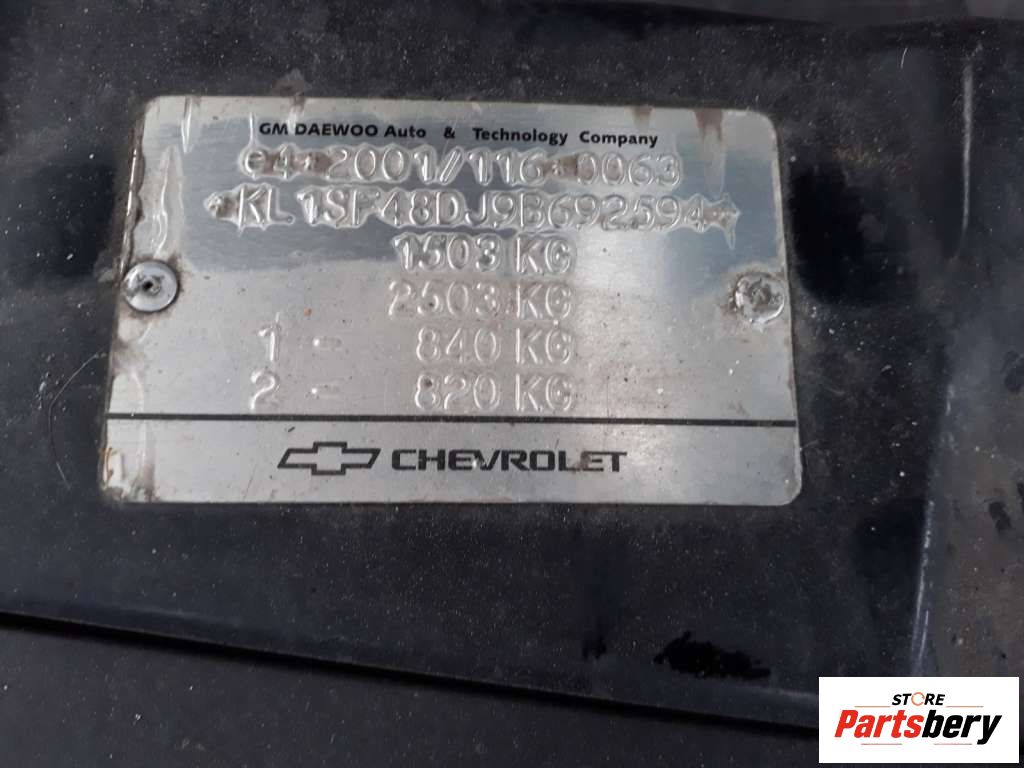 GM DAEWOO Auto & Technology Company
e4*2001/116*0063
*KL1SF48DJ9B692594*
1503 KG
2503 KG
1 - 840 KG
2 - 820 KG
CHEVROLET
STORE
Partsbery